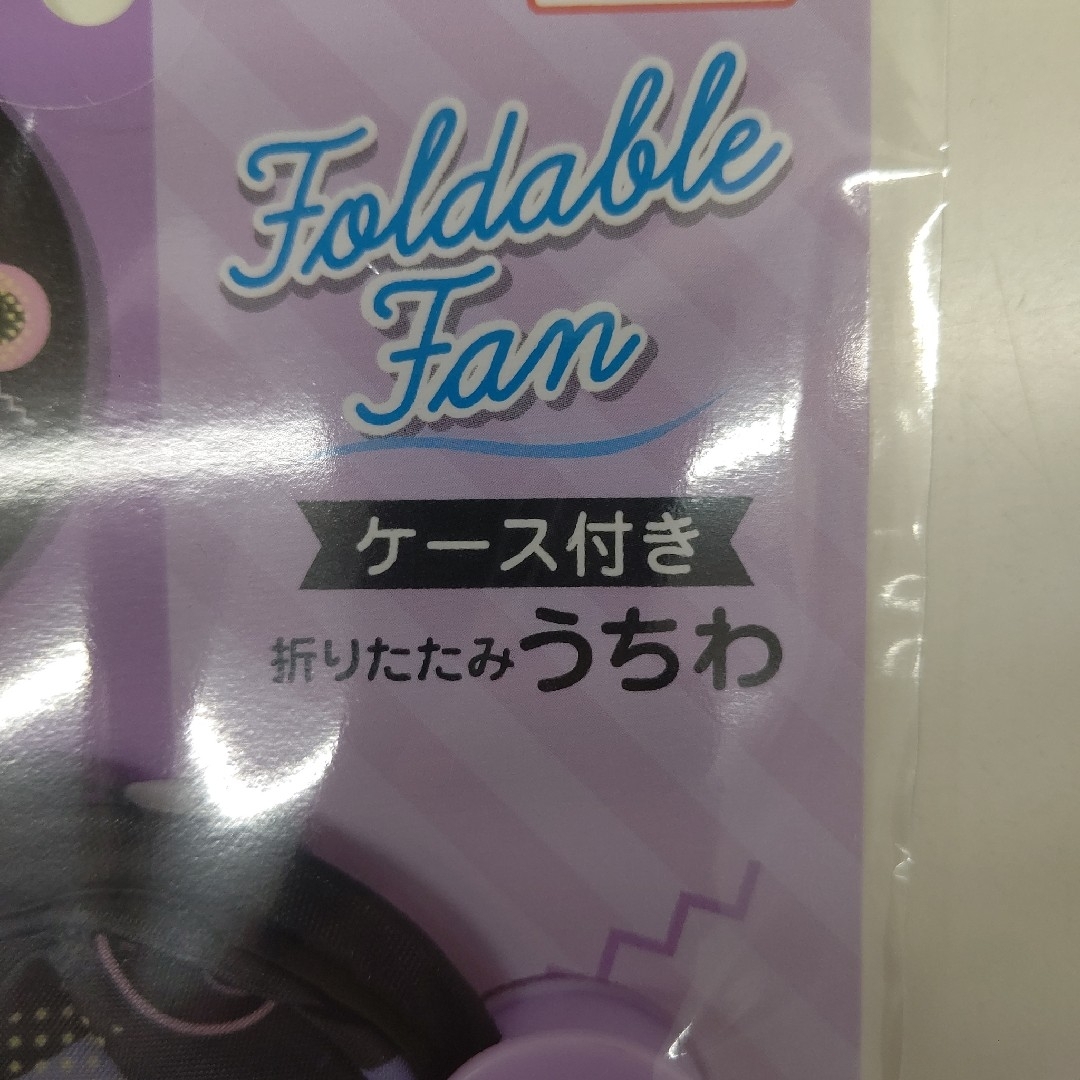 Foldable
Fan
ケース付き
折りたたみうちわ